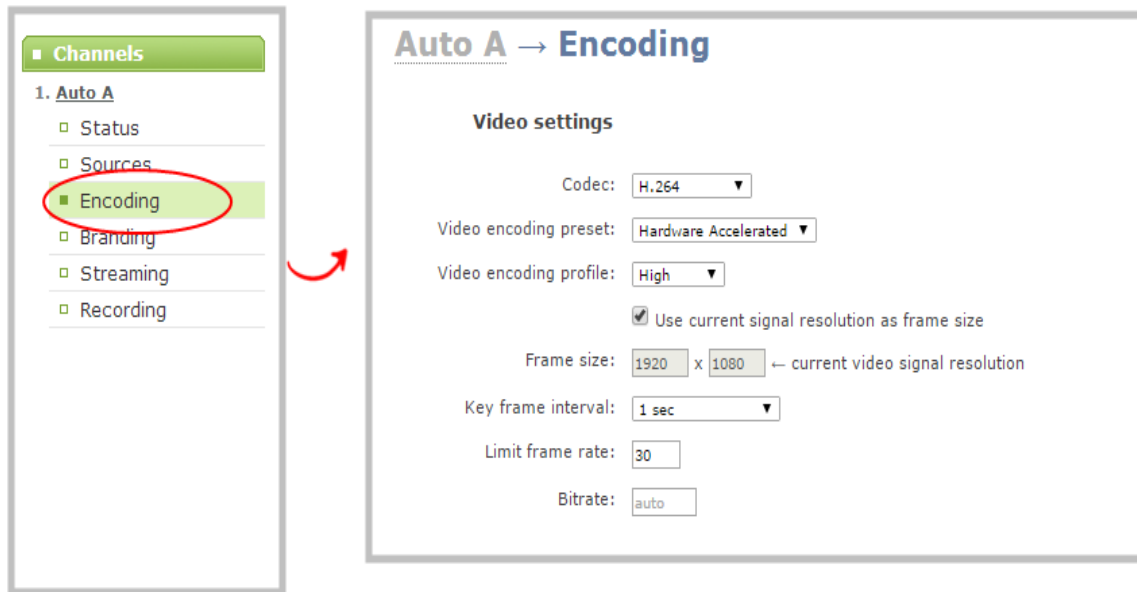 Channels
1. Auto A
Status
Sources
Encoding
Branding
Streaming
Recording
Auto A → Encoding
Video settings
Codec: H.264
Video encoding preset: Hardware Accelerated
Video encoding profile: High
Use current signal resolution as frame size
Frame size: 1920 x 1080 ← current video signal resolution
Key frame interval: 1 sec
Limit frame rate: 30
Bitrate: auto